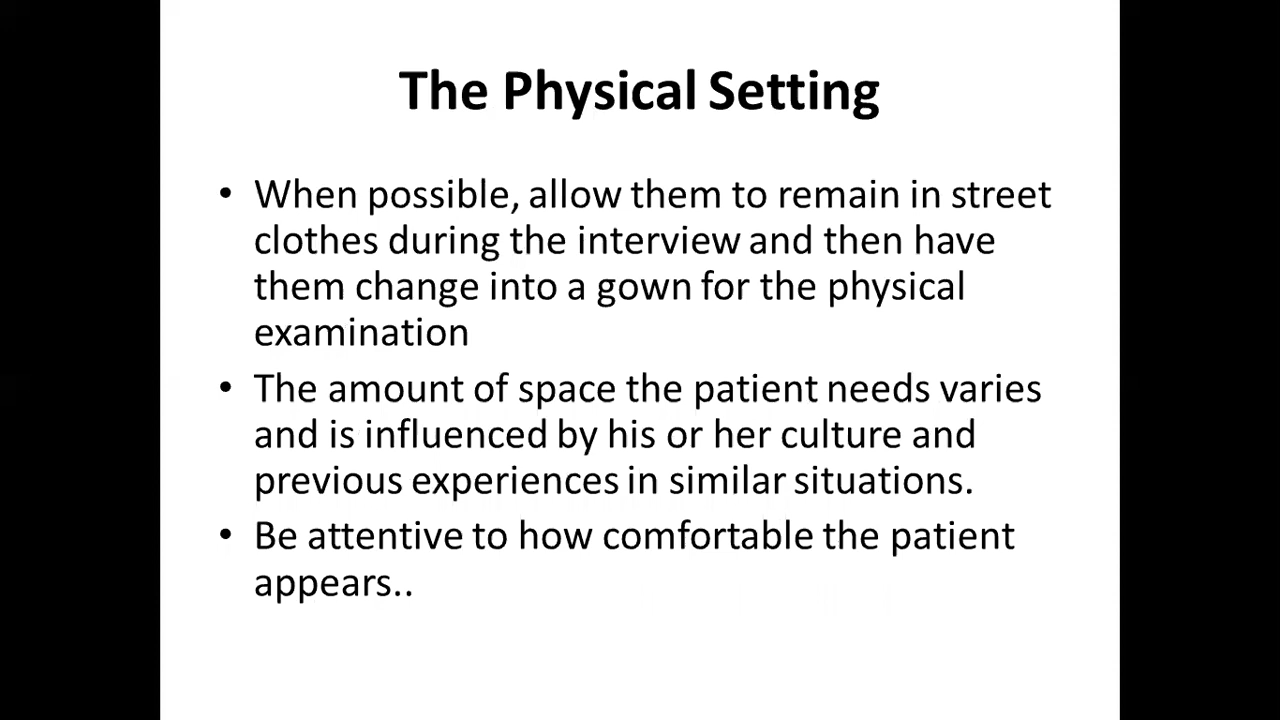 The Physical Setting
• When possible, allow them to remain in street
clothes during the interview and then have
them change into a gown for the physical
examination
• The amount of space the patient needs varies
and is influenced by his or her culture and
previous experiences in similar situations.
• Be attentive to how comfortable the patient
appears..